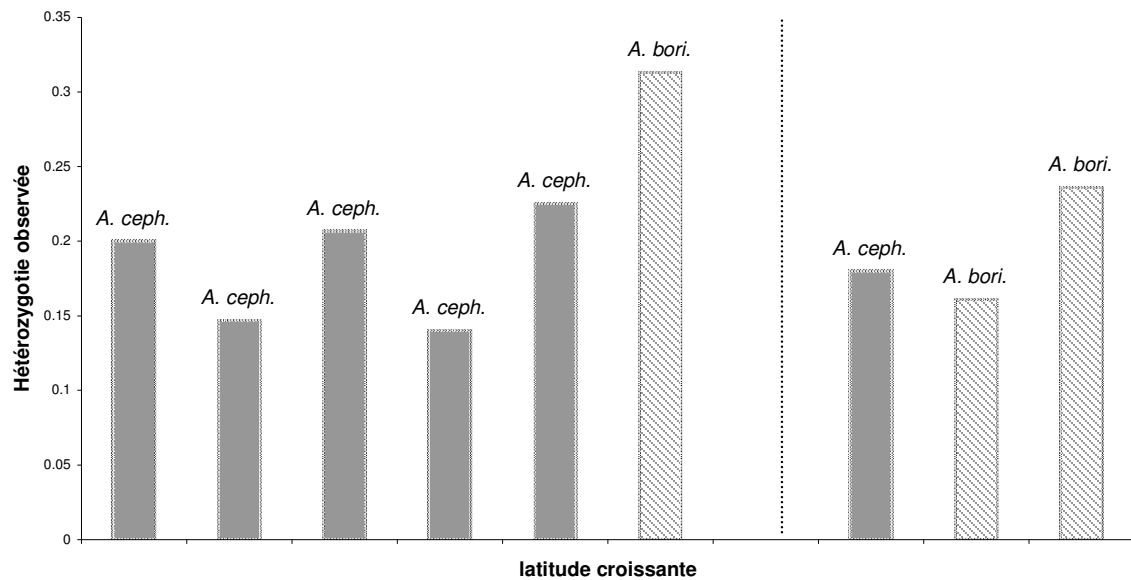 0.35
0.3
0.25
0.2
0.15
0.1
0.05
0
Hétérozygotie observée
A. ceph.
A. ceph.
A. ceph.
A. ceph.
A. ceph.
A. bori.
A. ceph.
A. bori.
A. bori.
latitude croissante